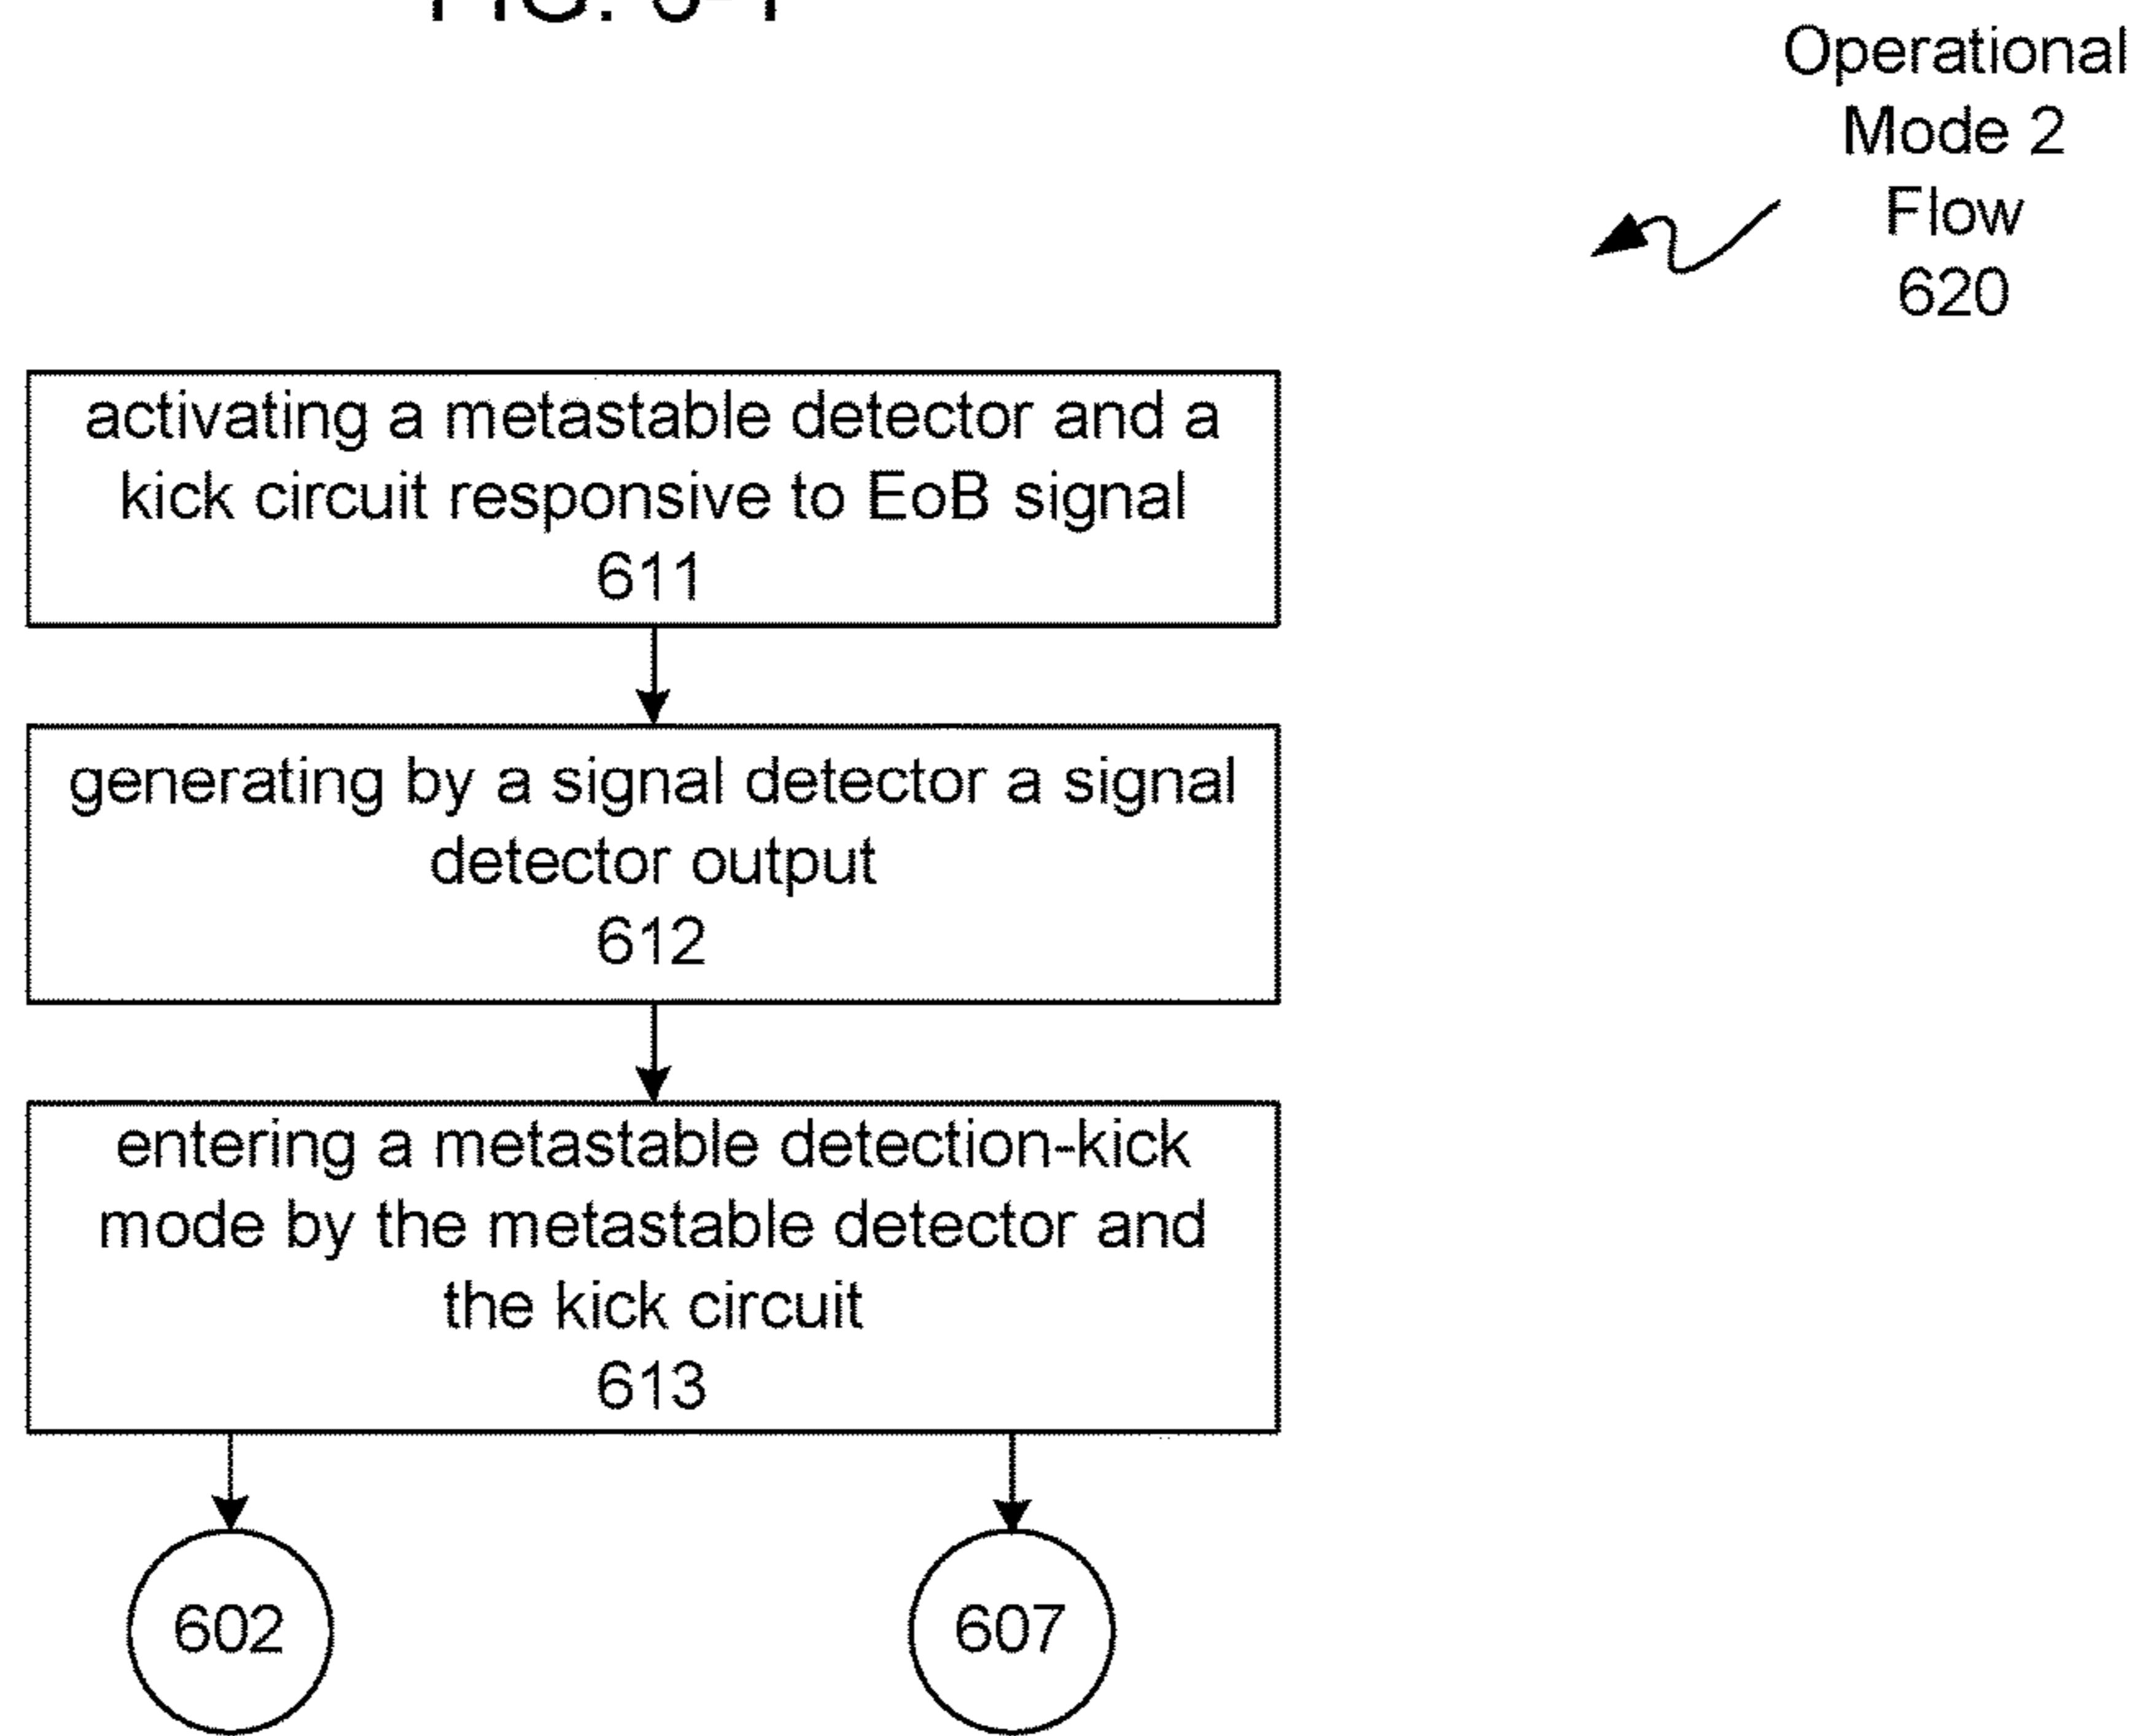 Operational
Mode 2
Flow
620
activating a metastable detector and a
kick circuit responsive to EoB signal
611
generating by a signal detector a signal
detector output
612
entering a metastable detection-kick
mode by the metastable detector and
the kick circuit
613
602
607